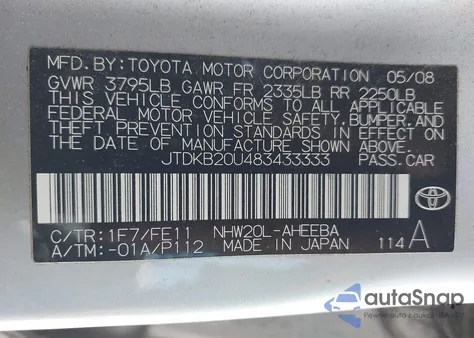 MFD. BY: TOYOTA MOTOR CORPORATION 05/08
GVWR 3795LB GAWR FR 2335LB RR 2250LB
THIS VEHICLE CONFORMS TO ALL APPLICABLE
FEDERAL MOTOR VEHICLE SAFETY, BUMPER, AND
THEFT PREVENTION STANDARDS IN EFFECT ON
THE DATE OF MANUFACTURE SHOWN ABOVE.
JTDKB20U483433333 PASS.CAR
C/TR:1F7/FE11 NHW20L-AHEEBA
A/TM:-01A/P112 MADE IN JAPAN 114 A
autoSnap